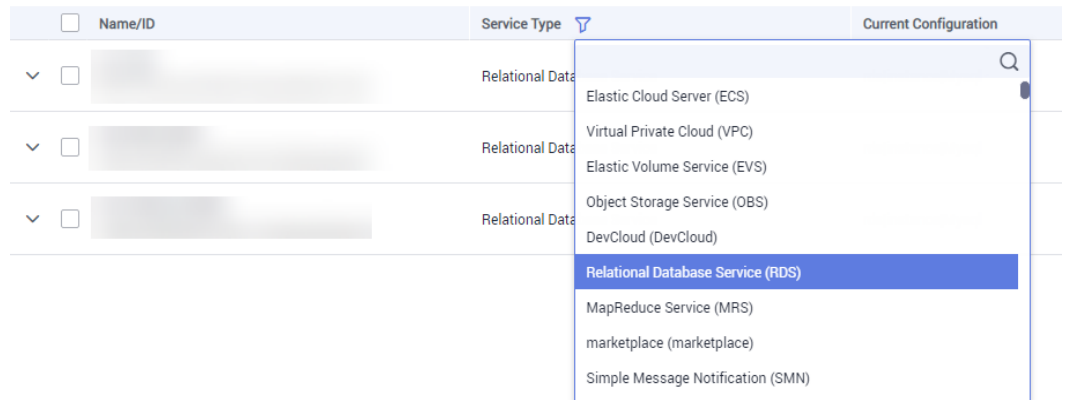 Name/ID Service Type Current Configuration
Relational Data
Elastic Cloud Server (ECS)
Virtual Private Cloud (VPC)
Relational Data
Elastic Volume Service (EVS)
Object Storage Service (OBS)
Relational Data
DevCloud (DevCloud)
Relational Database Service (RDS)
MapReduce Service (MRS)
marketplace (marketplace)
Simple Message Notification (SMN)